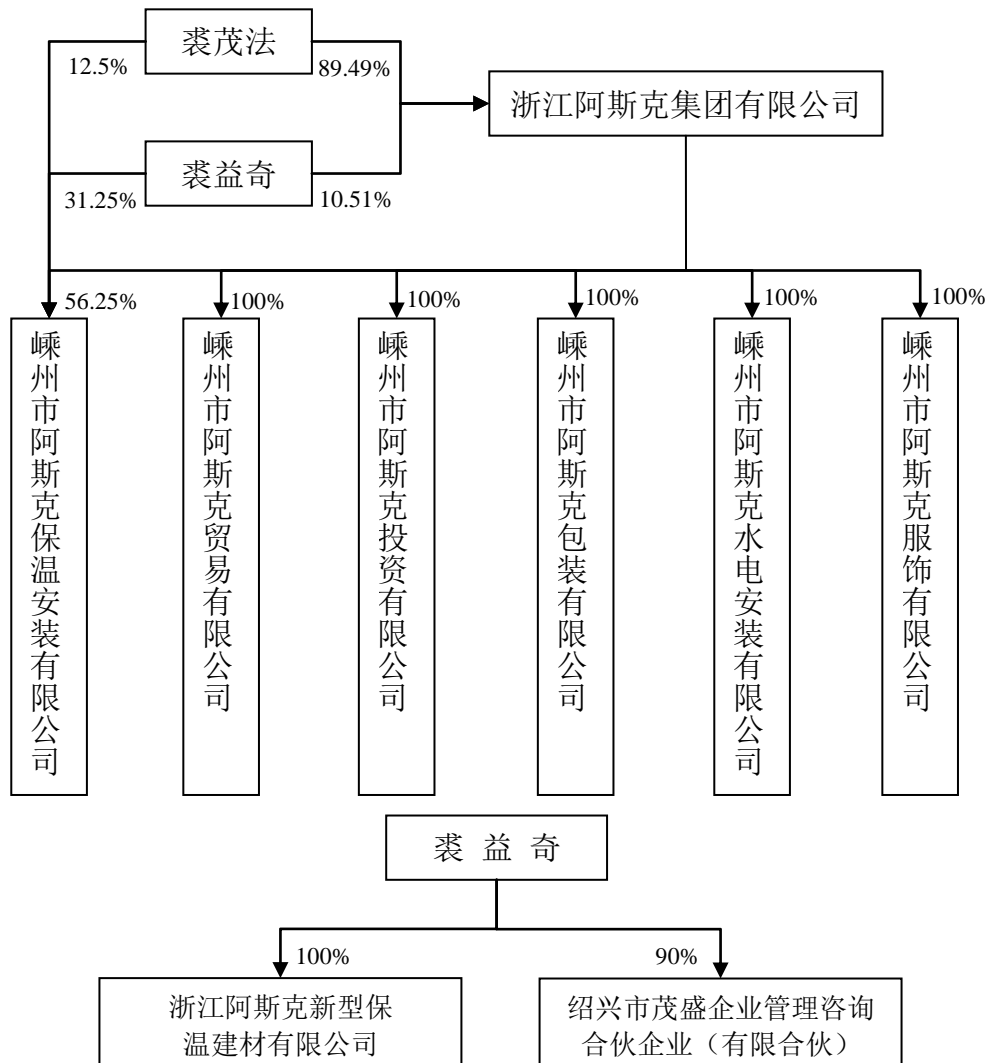 裘茂法
12.5%
89.49%
浙江阿斯克集团有限公司
裘益奇
31.25%
10.51%
56.25%
100%
100%
100%
100%
100%
嵊州市阿斯克保温安装有限公司
嵊州市阿斯克贸易有限公司
嵊州市阿斯克投资有限公司
嵊州市阿斯克包装有限公司
嵊州市阿斯克水电安装有限公司
嵊州市阿斯克服饰有限公司
裘益奇
100%
90%
浙江阿斯克新型保
温建材有限公司
绍兴市茂盛企业管理咨询
合伙企业（有限合伙）